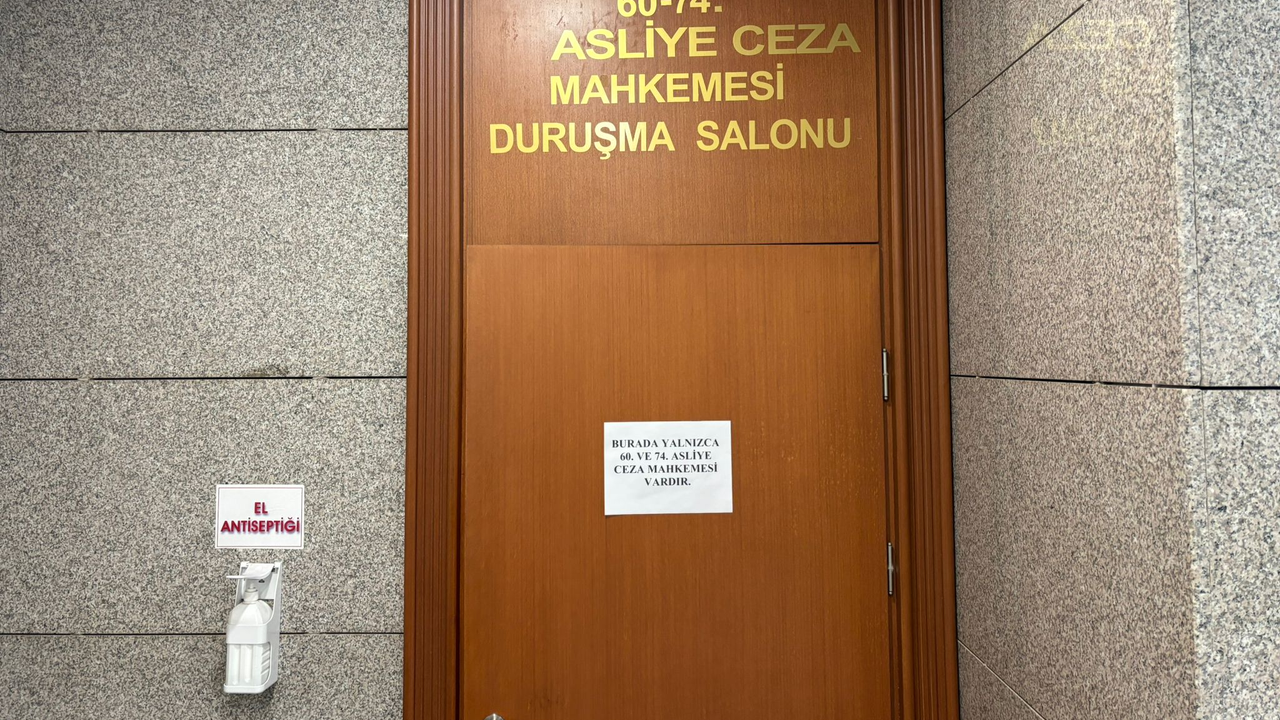 60-74.
ASLİYE CEZA
MAHKEMESİ
DURUŞMA SALONU
BURADA YALNIZCA
60. VE 74. ASLİYE
CEZA MAHKEMESİ
VARDIR.
EL
ANTİSEPTİĞİ